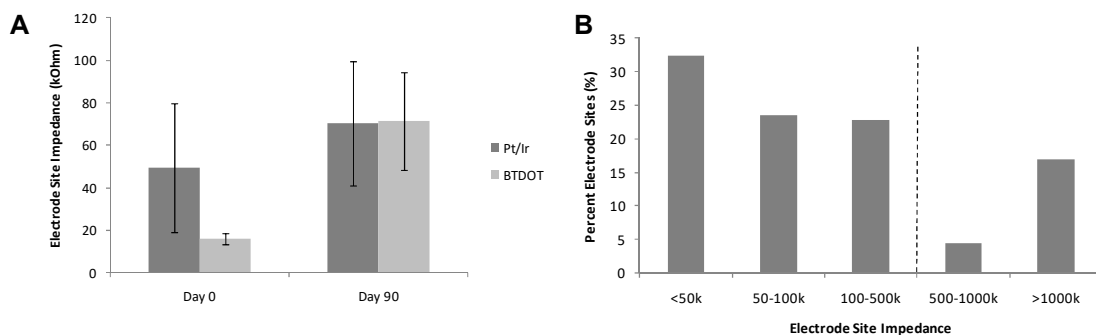 A
Electrode Site Impedance (kOhm)
120
100
80
60
40
20
0
Day 0
Day 90
Pt/Ir
BTDOT
B
Percent Electrode Sites (%)
35
30
25
20
15
10
5
0
<50k
50-100k
100-500k
500-1000k
>1000k
Electrode Site Impedance